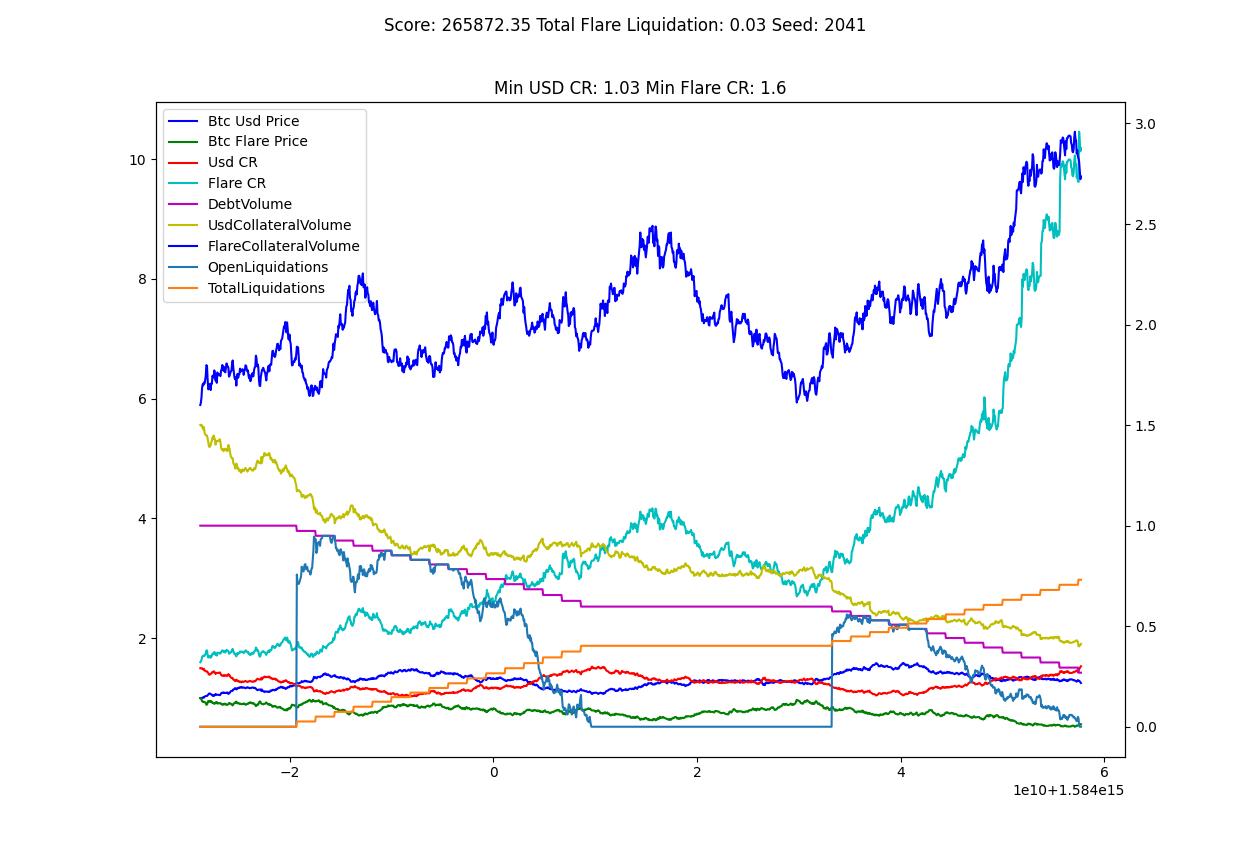 Score: 265872.35 Total Flare Liquidation: 0.03 Seed: 2041
Min USD CR: 1.03 Min Flare CR: 1.6
Btc Usd Price
Btc Flare Price
Usd CR
Flare CR
DebtVolume
UsdCollateralVolume
FlareCollateralVolume
OpenLiquidations
TotalLiquidations
10
8
6
4
2
3.0
2.5
2.0
1.5
1.0
0.5
0.0
−2
0
2
4
6
1e10+1.584e15